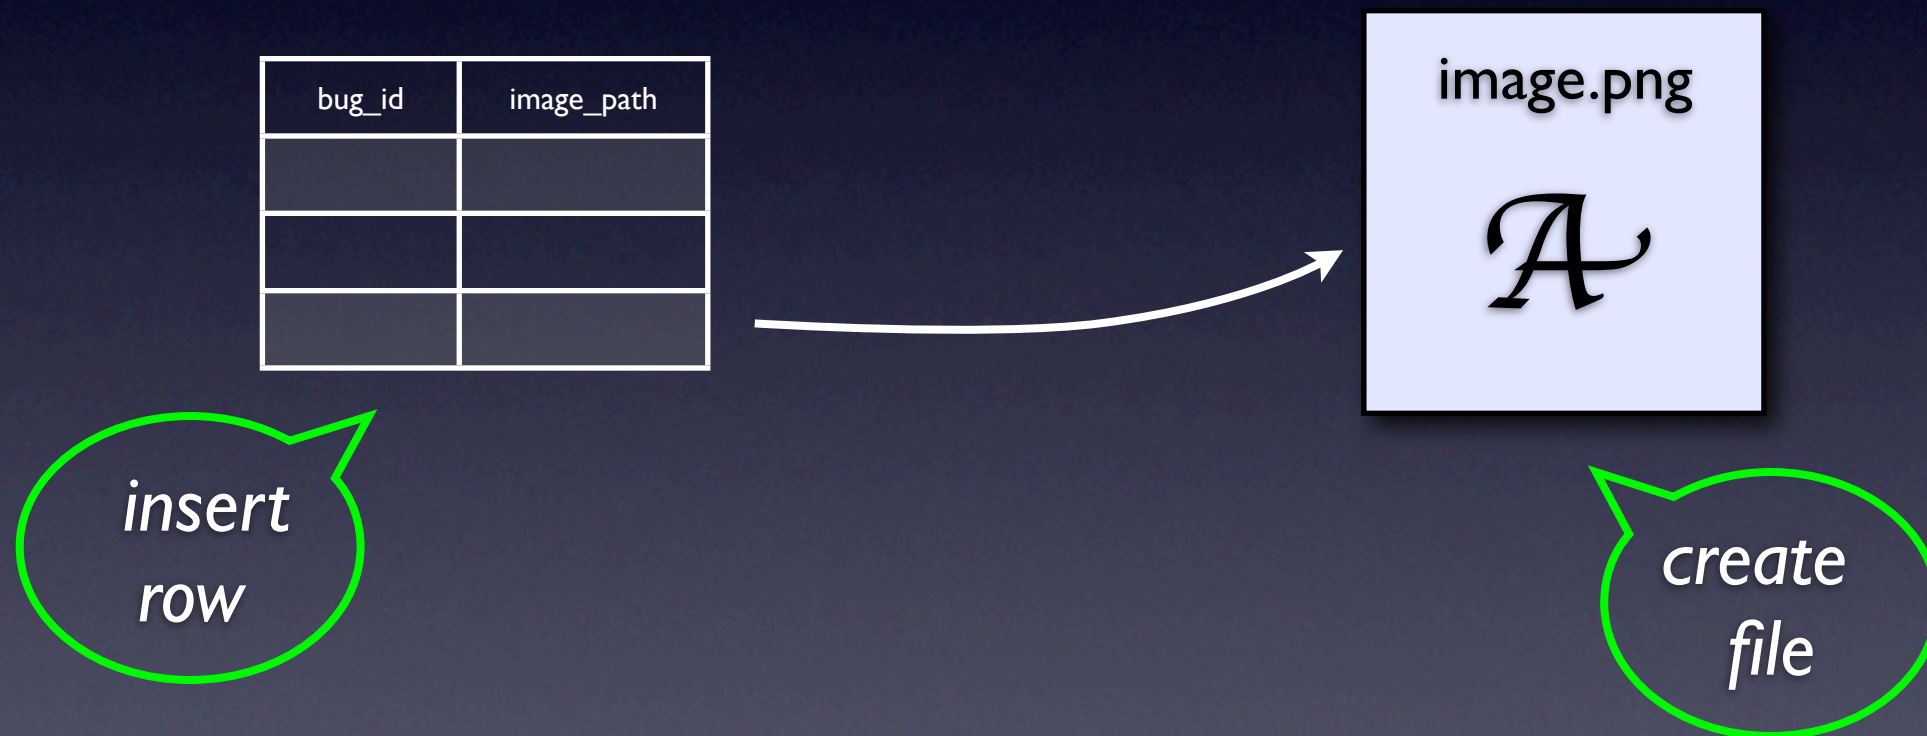 bug_id image_path
image.png
A
insert
row
create
file